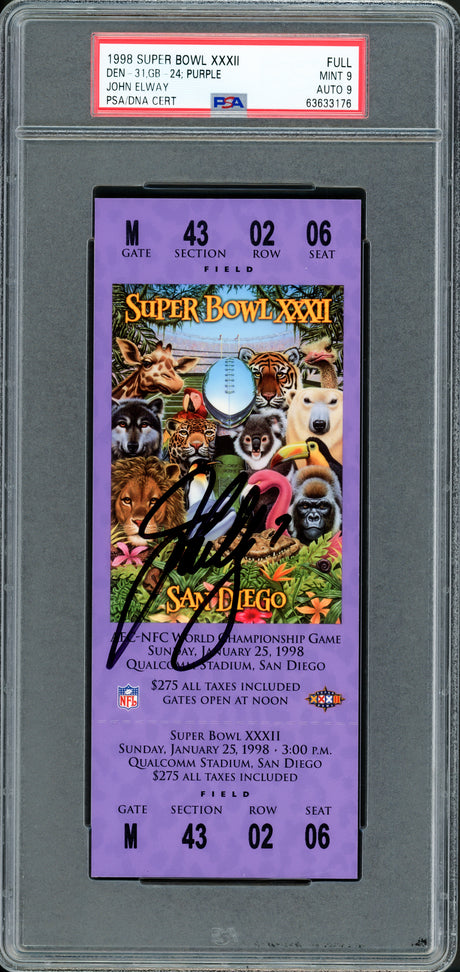 1998 SUPER BOWL XXXII FULL
DEN - 31,GB - 24; PURPLE MINT 9
JOHN ELWAY AUTO 9
PSA/DNA CERT PSA 63633176
M 43 02 06
GATE SECTION ROW SEAT
FIELD
SUPER BOWL XXXII
SAN DIEGO
AFC-NFC WORLD CHAMPIONSHIP GAME
SUNDAY, JANUARY 25, 1998
QUALCOMM STADIUM, SAN DIEGO
NFL $275 ALL TAXES INCLUDED XXXII
GATES OPEN AT NOON
SUPER BOWL XXXII
SUNDAY, JANUARY 25, 1998 · 3:00 P.M.
QUALCOMM STADIUM, SAN DIEGO
$275 ALL TAXES INCLUDED
FIELD
GATE SECTION ROW SEAT
M 43 02 06